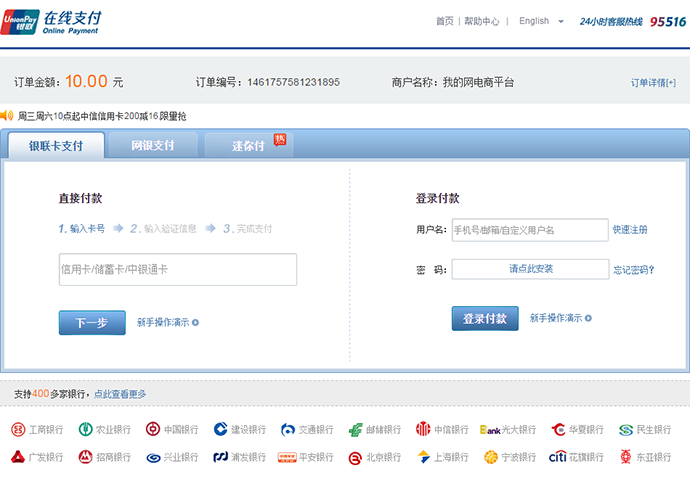 UnionPay 银联 在线支付 Online Payment 首页 | 帮助中心 | English 24小时客服热线 95516
订单金额：10.00 元 订单编号：1461757581231895 商户名称：我的网电商平台 订单详情[+]
周三周六10点起中信信用卡200减16.限量抢
银联卡支付 网银支付 迷你付 热
直接付款 登录付款
1. 输入卡号 2. 输入验证信息 3. 完成支付 用户名： 手机号/邮箱/自定义用户名 快速注册
信用卡/储蓄卡/中银通卡 密 码： 请点此安装 忘记密码?
下一步 新手操作演示 登录付款 新手操作演示
支持400多家银行，点此查看更多
工商银行 农业银行 中国银行 建设银行 交通银行 邮储银行 中信银行 Bank 光大银行 华夏银行 民生银行
广发银行 招商银行 兴业银行 浦发银行 平安银行 北京银行 上海银行 宁波银行 citi 花旗银行 东亚银行